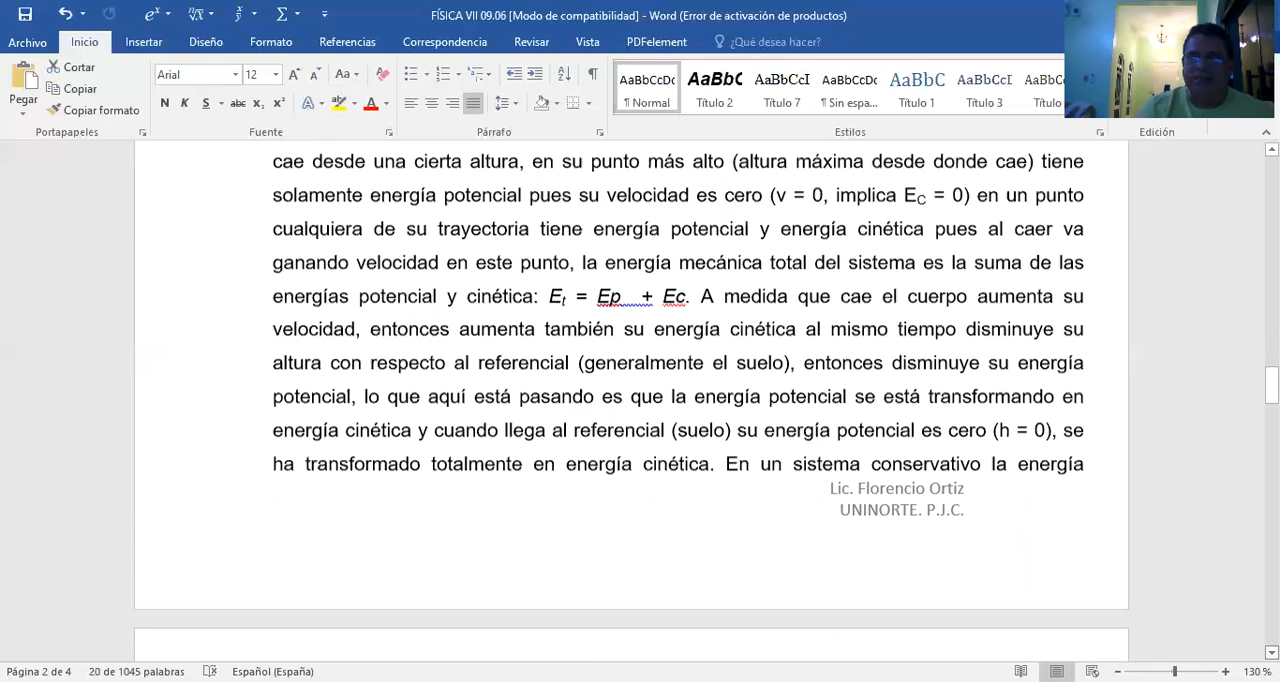 FÍSICA VII 09.06 [Modo de compatibilidad] - Word (Error de activación de productos)
Archivo Inicio Insertar Diseño Formato Referencias Correspondencia Revisar Vista PDFelement ¿Qué desea hacer?
Pegar Cortar
Copiar
Copiar formato
Arial 12
N K S abc x₂ x²
AaBbCcDc AaBbC AaBbCcI AaBbCcDc AaBbC AaBbCcI AaBbC
¶ Normal Título 2 Título 7 ¶ Sin espa... Título 1 Título 3 Título
Portapapeles Fuente Párrafo Estilos Edición
cae desde una cierta altura, en su punto más alto (altura máxima desde donde cae) tiene
solamente energía potencial pues su velocidad es cero (v = 0, implica E_C = 0) en un punto
cualquiera de su trayectoria tiene energía potencial y energía cinética pues al caer va
ganando velocidad en este punto, la energía mecánica total del sistema es la suma de las
energías potencial y cinética: E_t = Ep + Ec. A medida que cae el cuerpo aumenta su
velocidad, entonces aumenta también su energía cinética al mismo tiempo disminuye su
altura con respecto al referencial (generalmente el suelo), entonces disminuye su energía
potencial, lo que aquí está pasando es que la energía potencial se está transformando en
energía cinética y cuando llega al referencial (suelo) su energía potencial es cero (h = 0), se
ha transformado totalmente en energía cinética. En un sistema conservativo la energía
Lic. Florencio Ortiz
UNINORTE. P.J.C.
Página 2 de 4 20 de 1045 palabras Español (España) 130 %